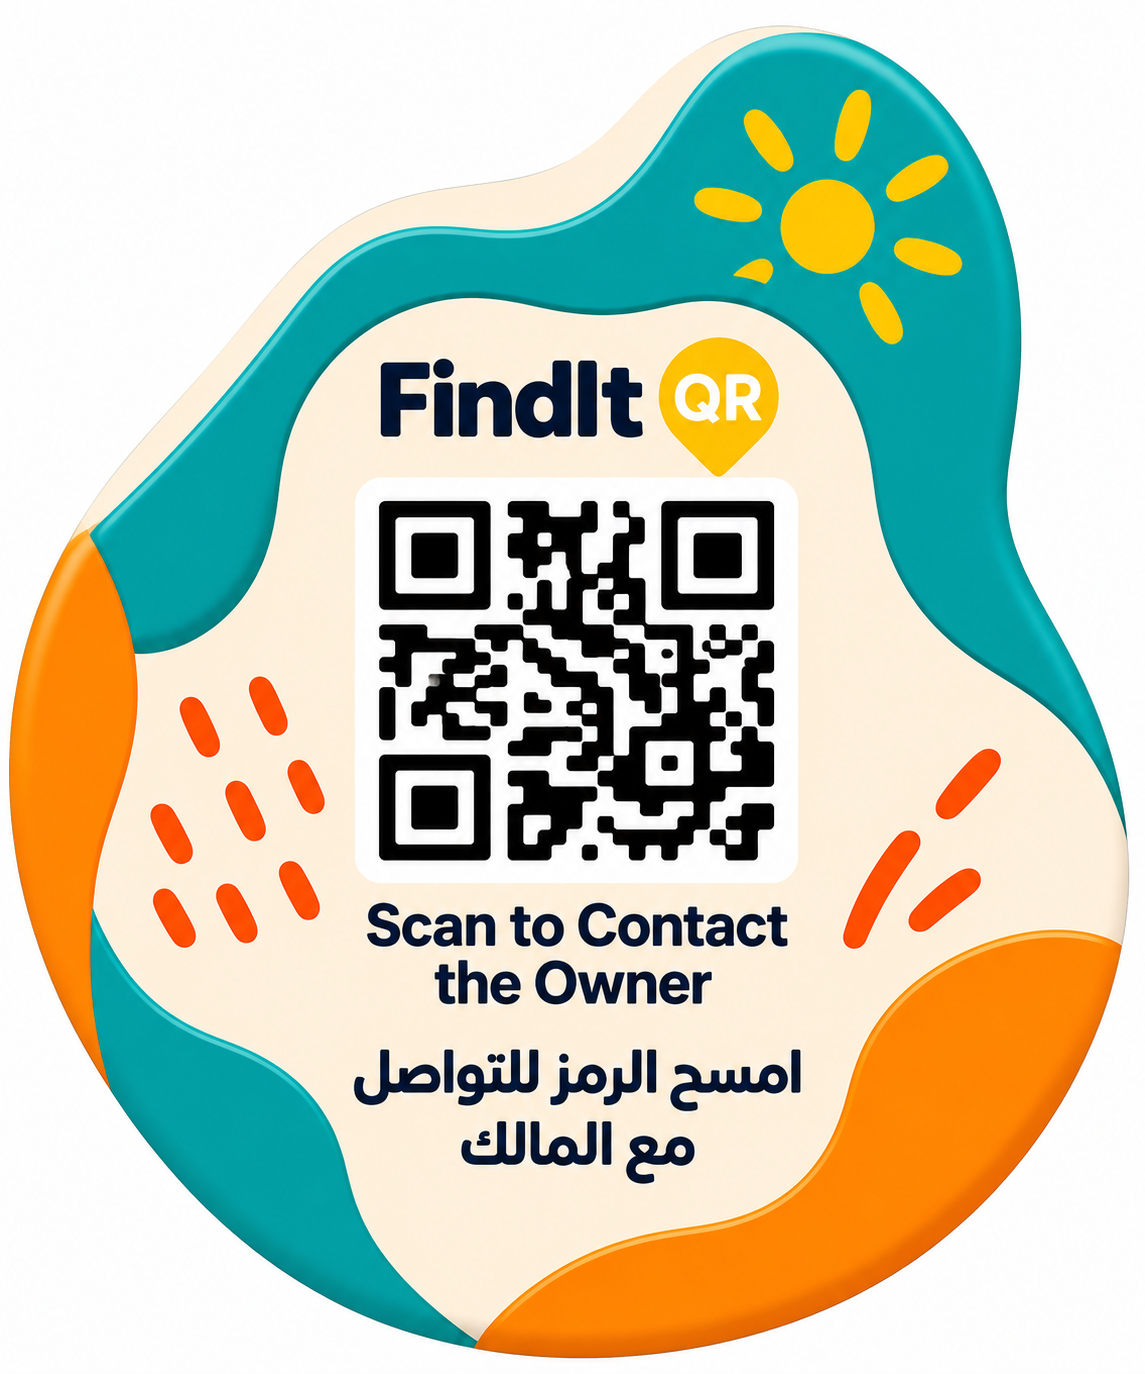 FindIt QR
Scan to Contact
the Owner
امسح الرمز للتواصل
مع المالك